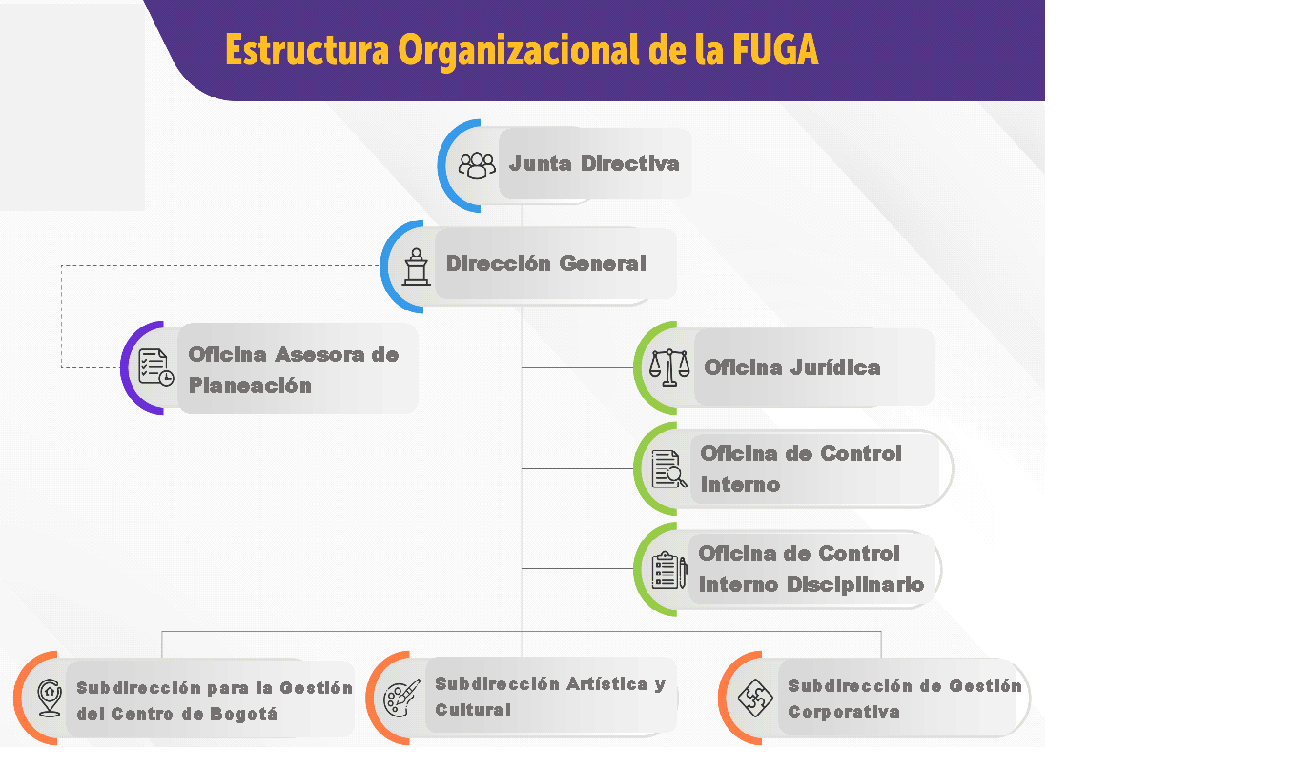 Estructura Organizacional de la FUGA
Junta Directiva
Dirección General
Oficina Asesora de
Planeación
Oficina Jurídica
Oficina de Control
Interno
Oficina de Control
Interno Disciplinario
Subdirección para la Gestión
del Centro de Bogotá
Subdirección Artística y
Cultural
Subdirección de Gestión
Corporativa